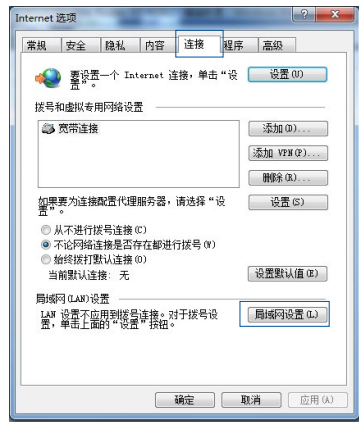 Internet 选项
常规 安全 隐私 内容 连接 程序 高级
要设置一个 Internet 连接，单击“设置”。
设置(U)
拨号和虚拟专用网络设置
宽带连接
添加(D)...
添加 VPN(P)...
删除(R)...
如果要为连接配置代理服务器，请选择“设置”。
设置(S)
从不进行拨号连接(C)
不论网络连接是否存在都进行拨号(W)
始终拨打默认连接(O)
当前默认连接: 无
设置默认值(E)
局域网(LAN)设置
LAN 设置不应用到拨号连接。对于拨号设置，单击上面的“设置”按钮。
局域网设置(L)
确定 取消 应用(A)